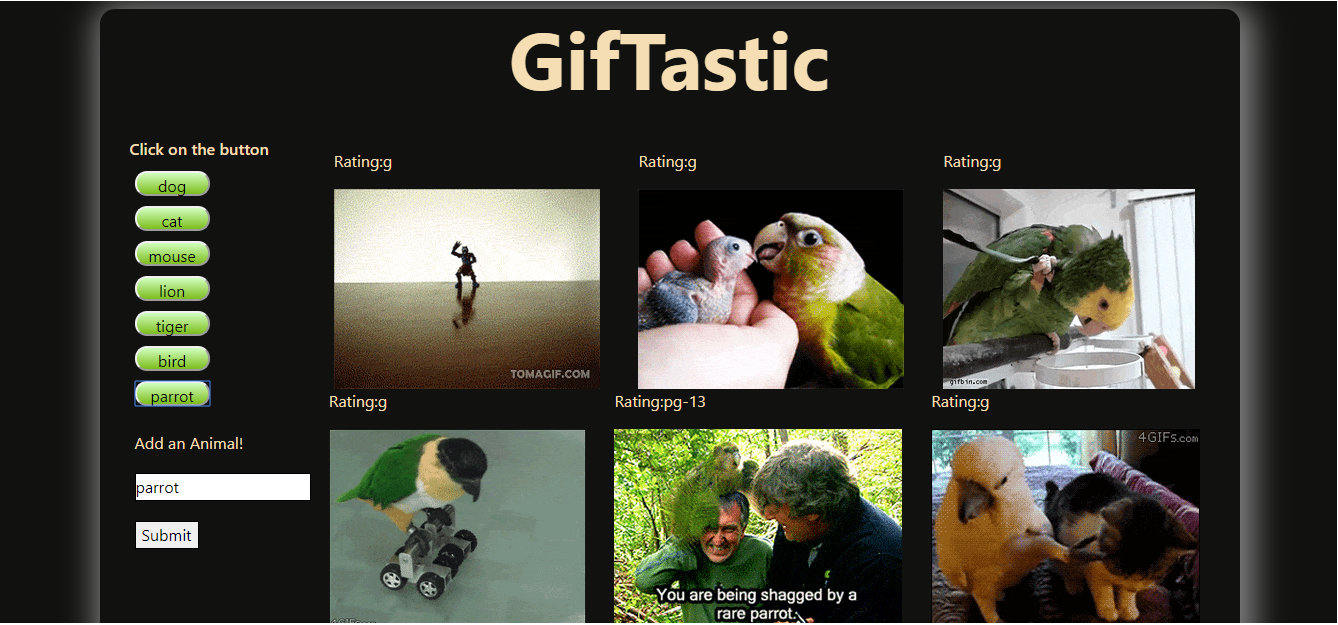 GifTastic
Click on the button
dog
cat
mouse
lion
tiger
bird
parrot
Add an Animal!
parrot
Submit
Rating:g
Rating:g
Rating:g
TOMAGIF.COM
gifbin.com
Rating:g
Rating:pg-13
Rating:g
4GIFs.com
You are being shagged by a
rare parrot.